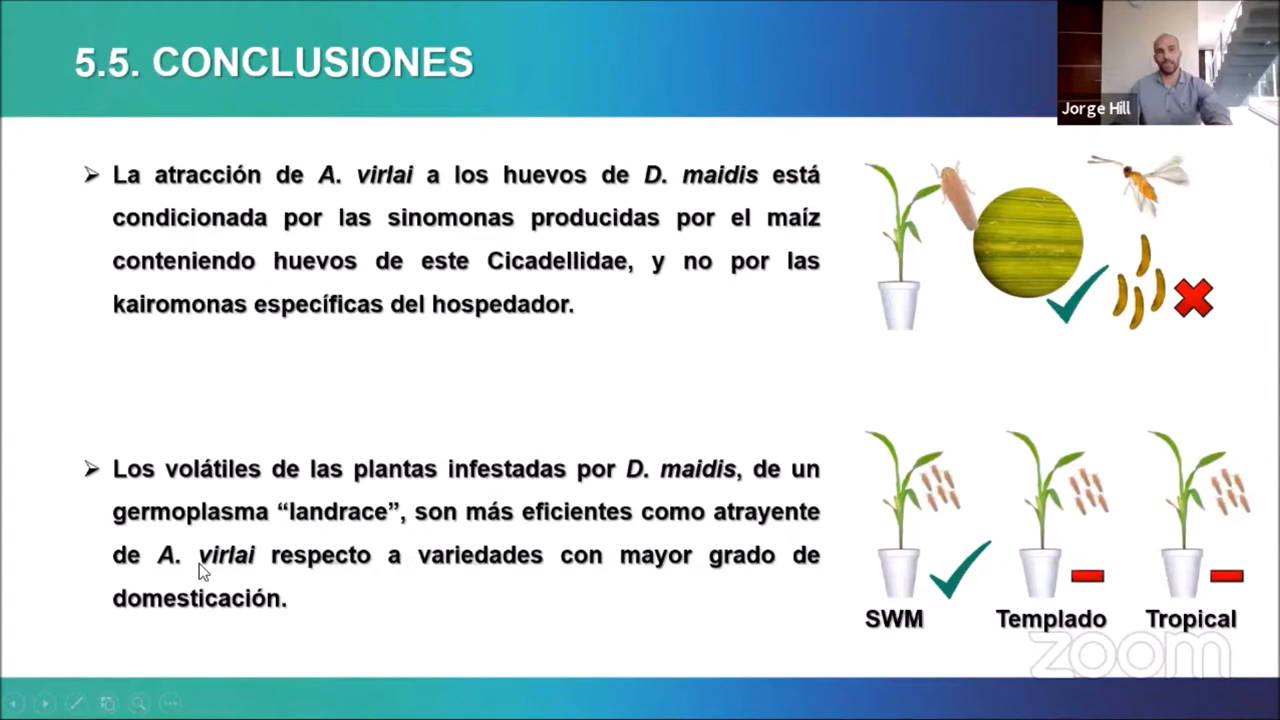 5.5. CONCLUSIONES
Jorge Hill
➢ La atracción de A. virlai a los huevos de D. maidis está
condicionada por las sinomonas producidas por el maíz
conteniendo huevos de este Cicadellidae, y no por las
kairomonas específicas del hospedador.
➢ Los volátiles de las plantas infestadas por D. maidis, de un
germoplasma “landrace”, son más eficientes como atrayente
de A. virlai respecto a variedades con mayor grado de
domesticación.
SWM Templado Tropical
zoom